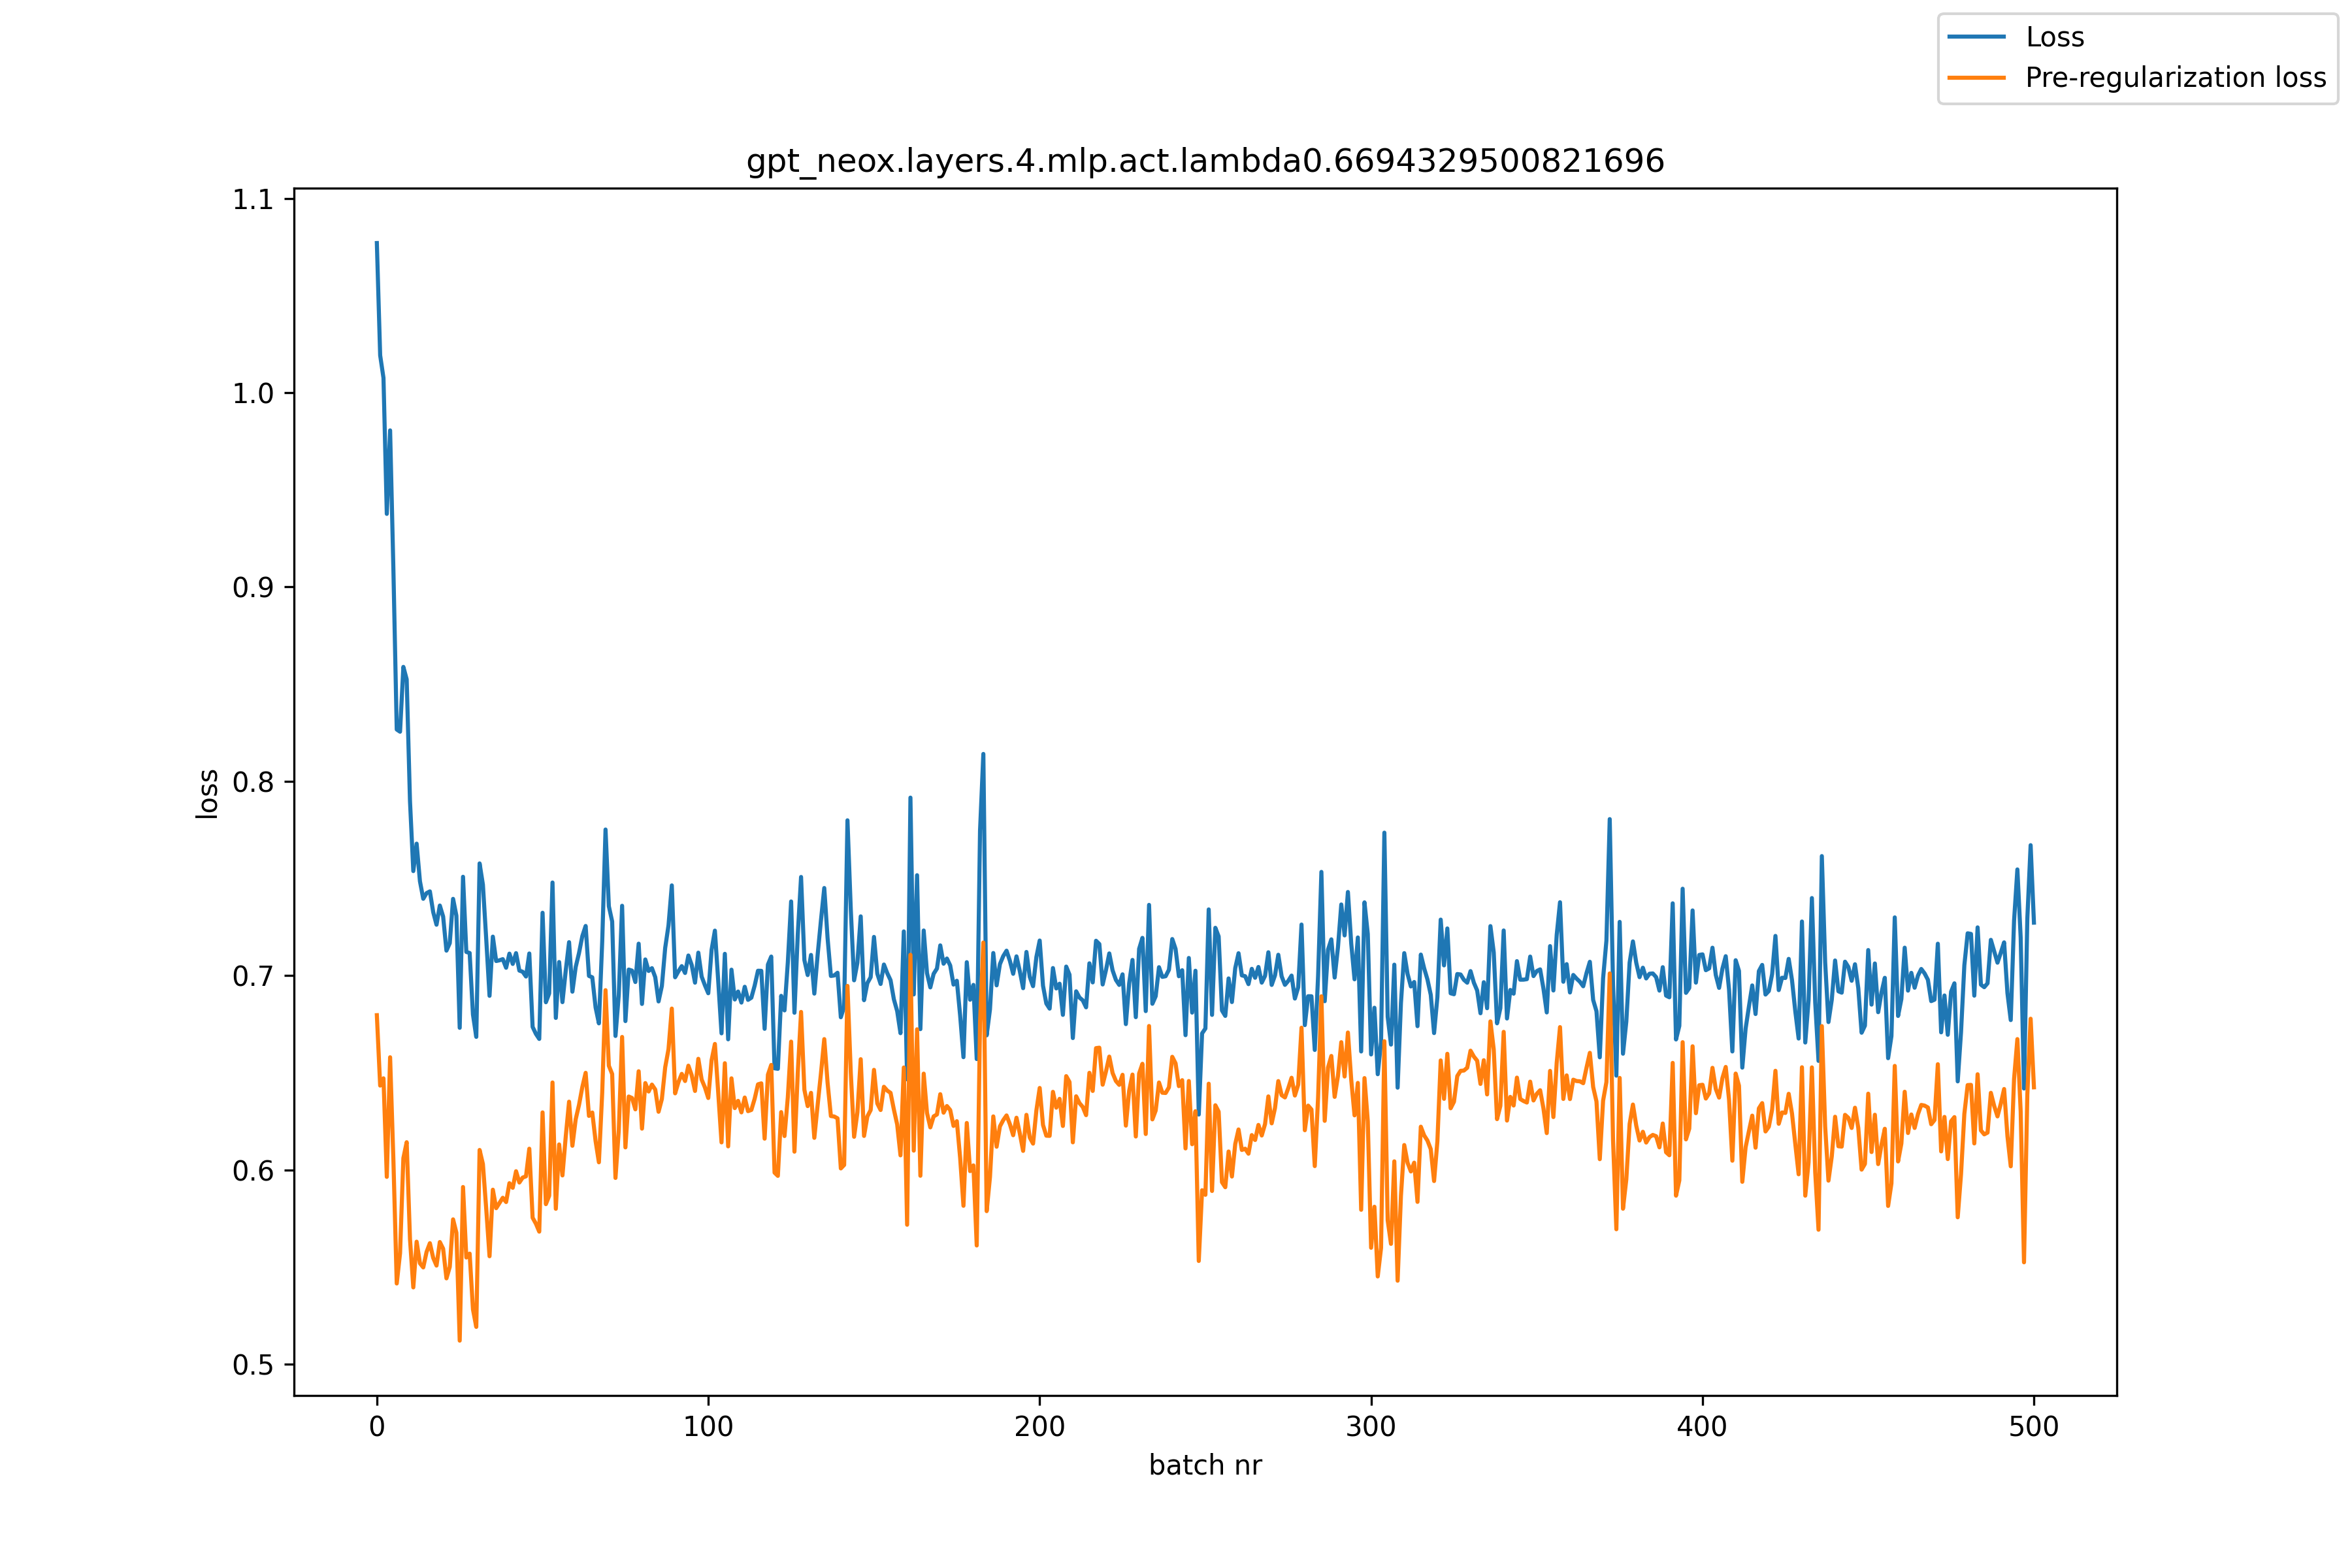 Loss
Pre-regularization loss
gpt_neox.layers.4.mlp.act.lambda0.6694329500821696
1.1
1.0
0.9
0.8
0.7
0.6
0.5
loss
0 100 200 300 400 500
batch nr